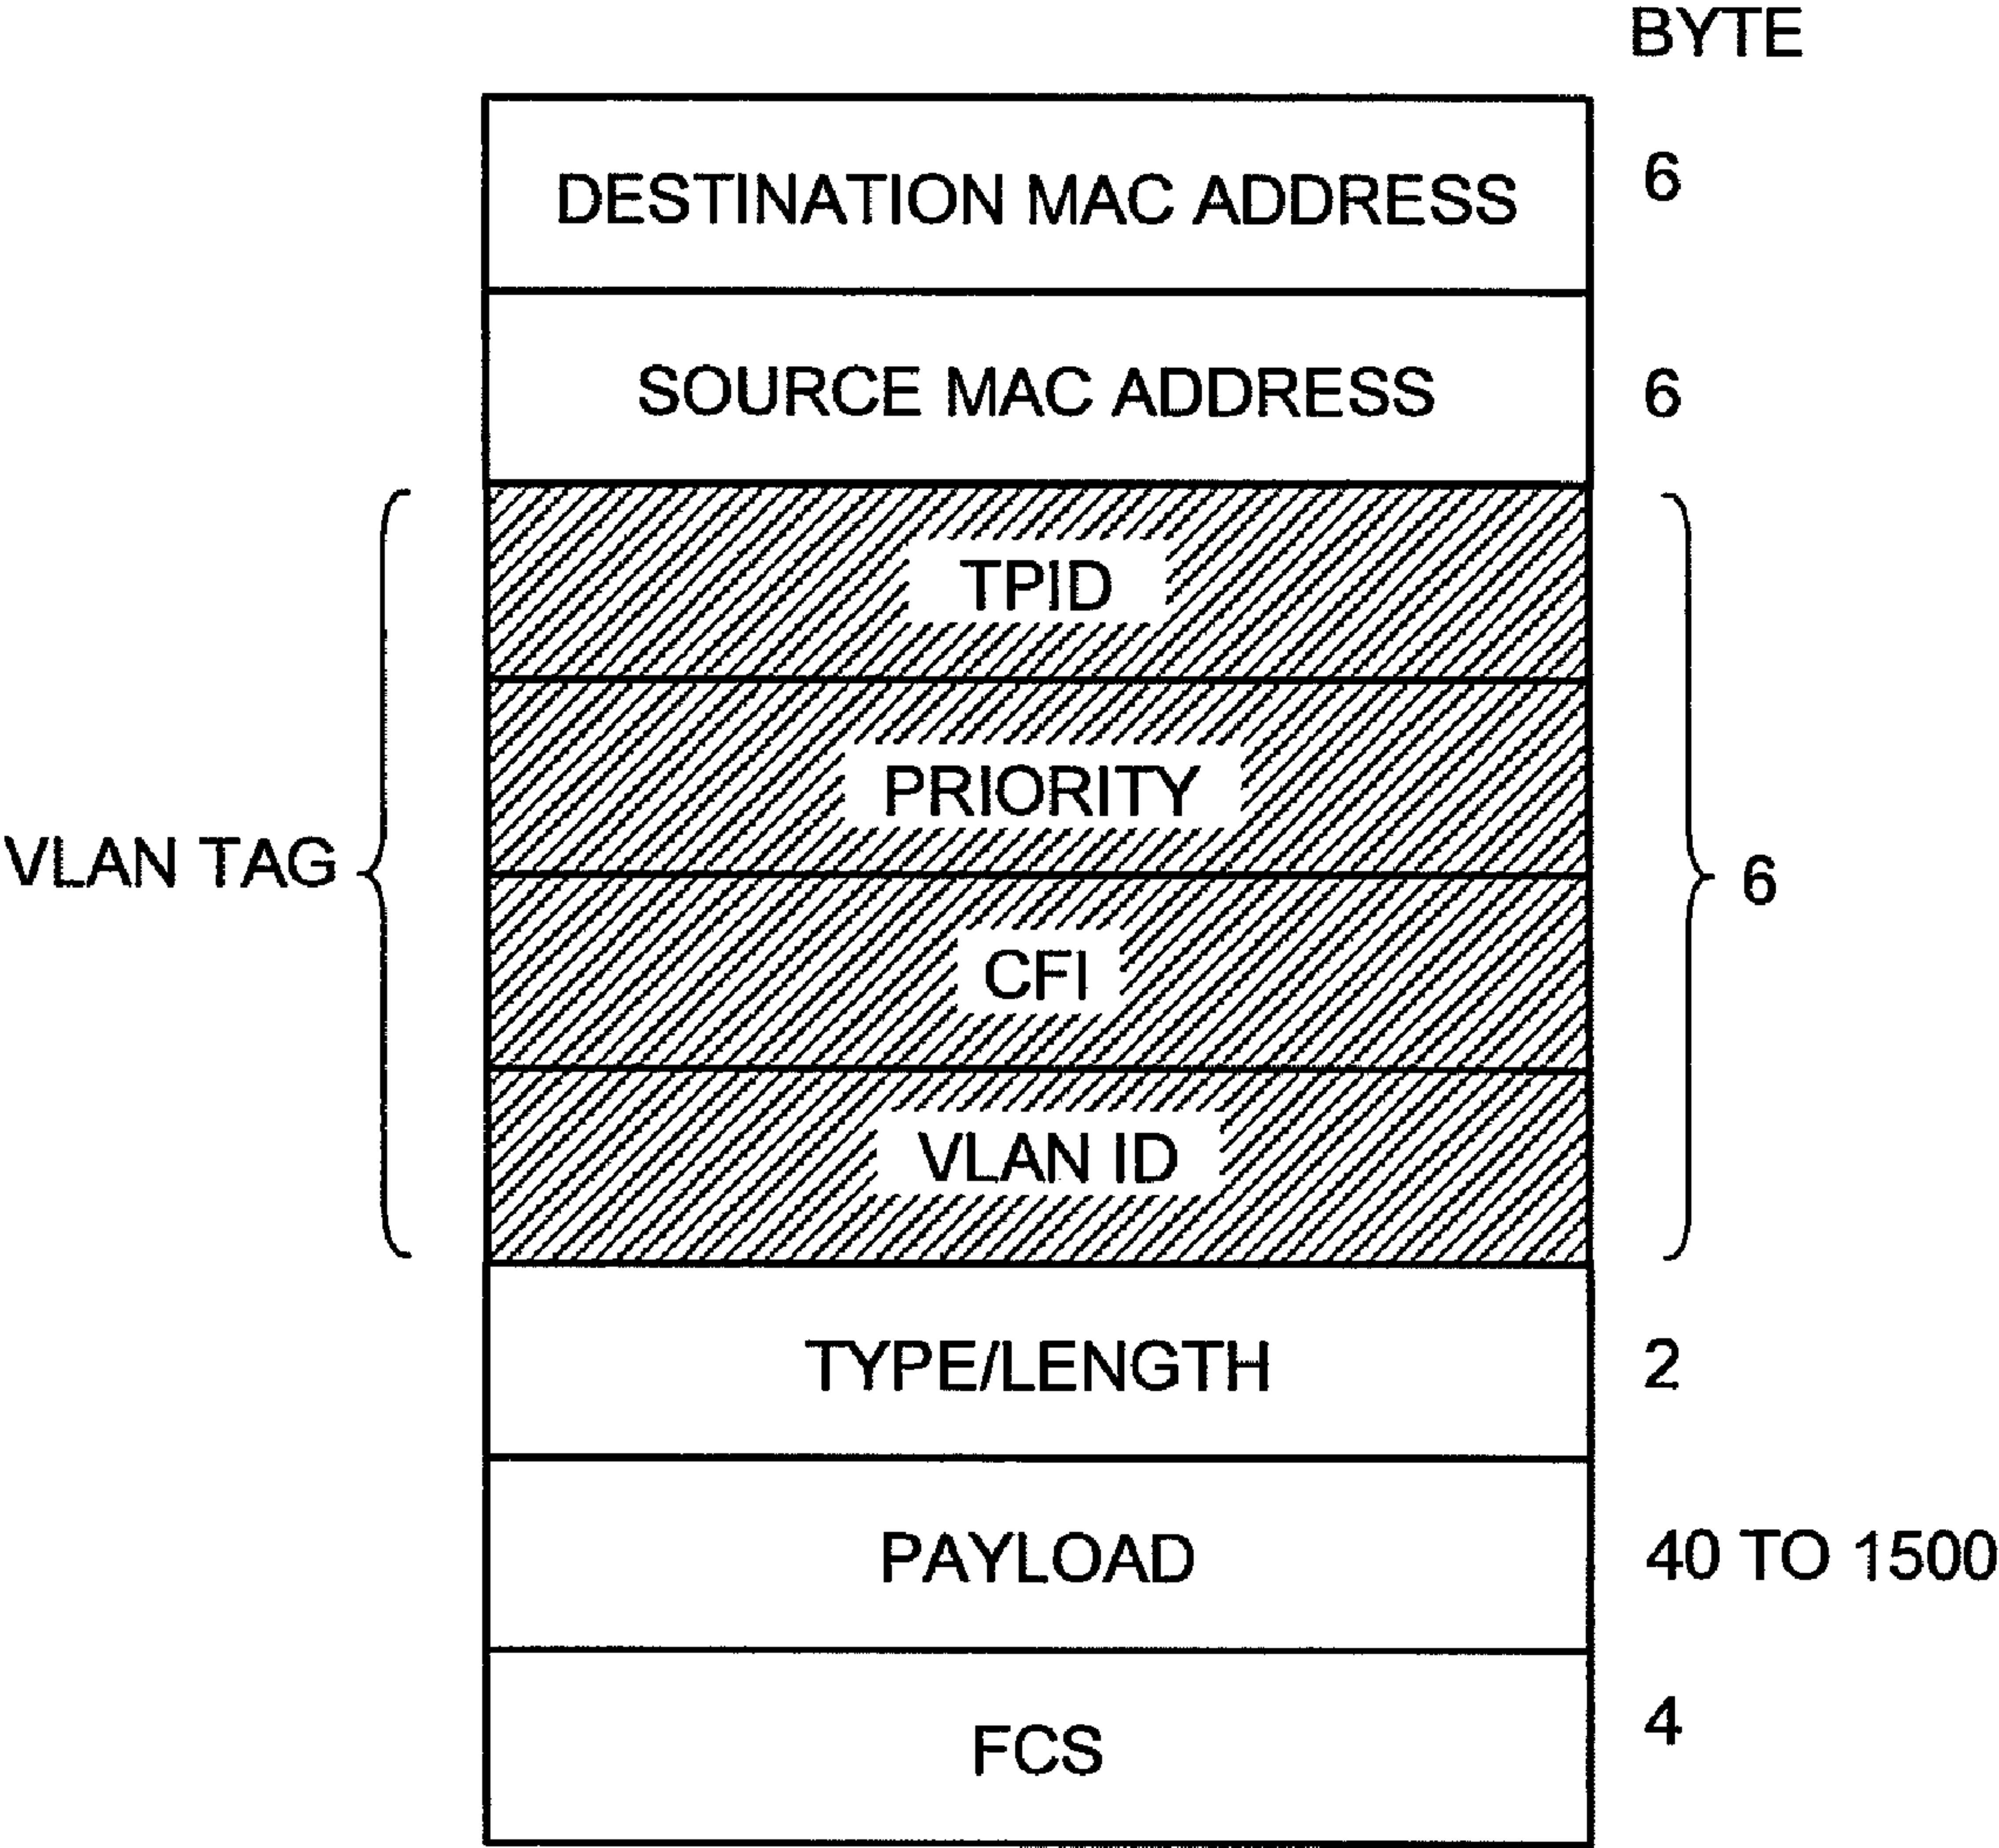 BYTE
DESTINATION MAC ADDRESS 6
SOURCE MAC ADDRESS 6
TPID
PRIORITY
VLAN TAG 6
CFI
VLAN ID
TYPE/LENGTH 2
PAYLOAD 40 TO 1500
FCS 4